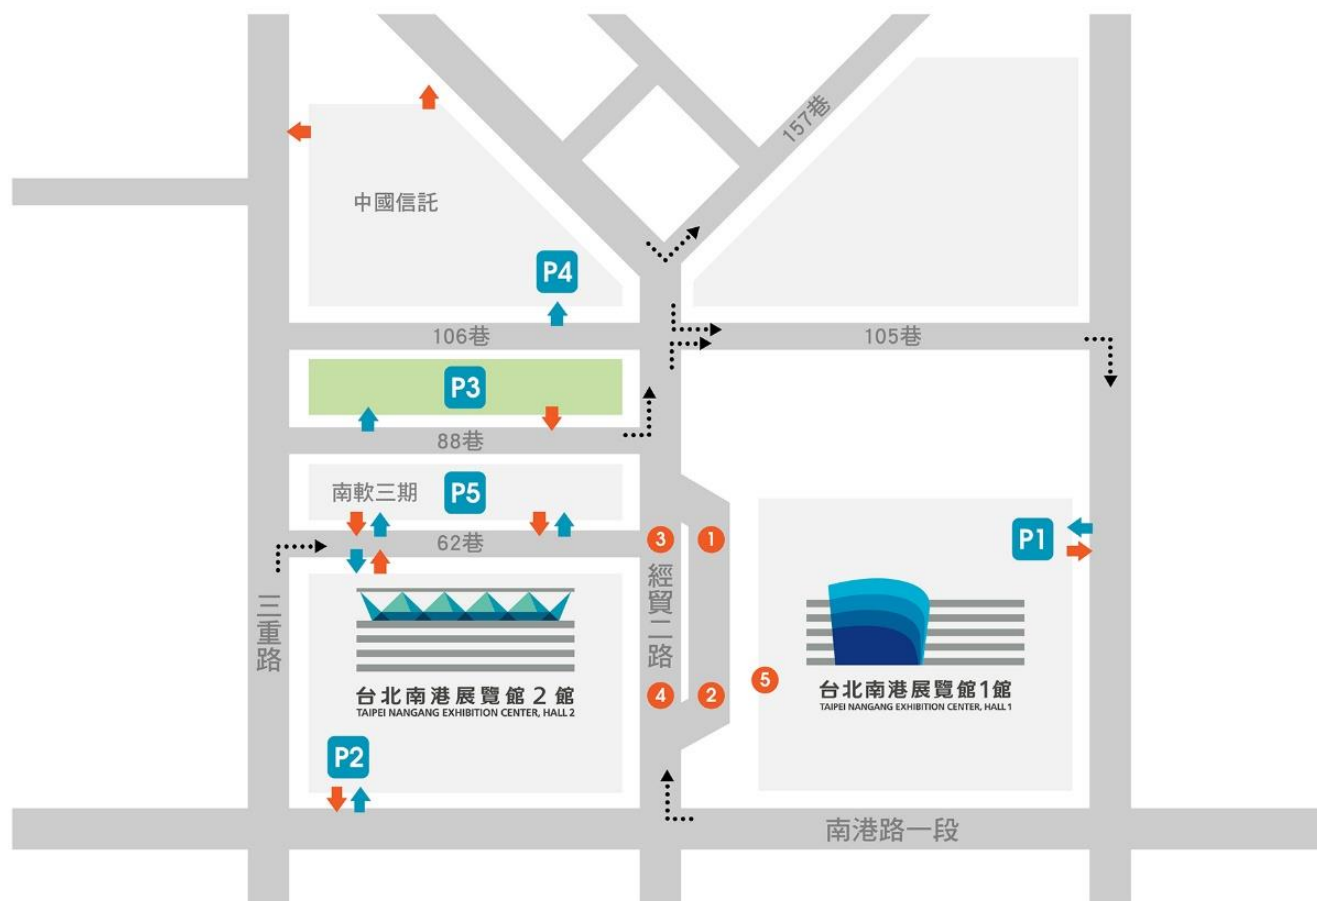 157巷
中國信託
P4
106巷
105巷
P3
88巷
南軟三期
P5
62巷
3
1
P1
經貿二路
三重路
4
2
5
台北南港展覽館2館
TAIPEI NANGANG EXHIBITION CENTER, HALL 2
台北南港展覽館1館
TAIPEI NANGANG EXHIBITION CENTER, HALL 1
P2
南港路一段